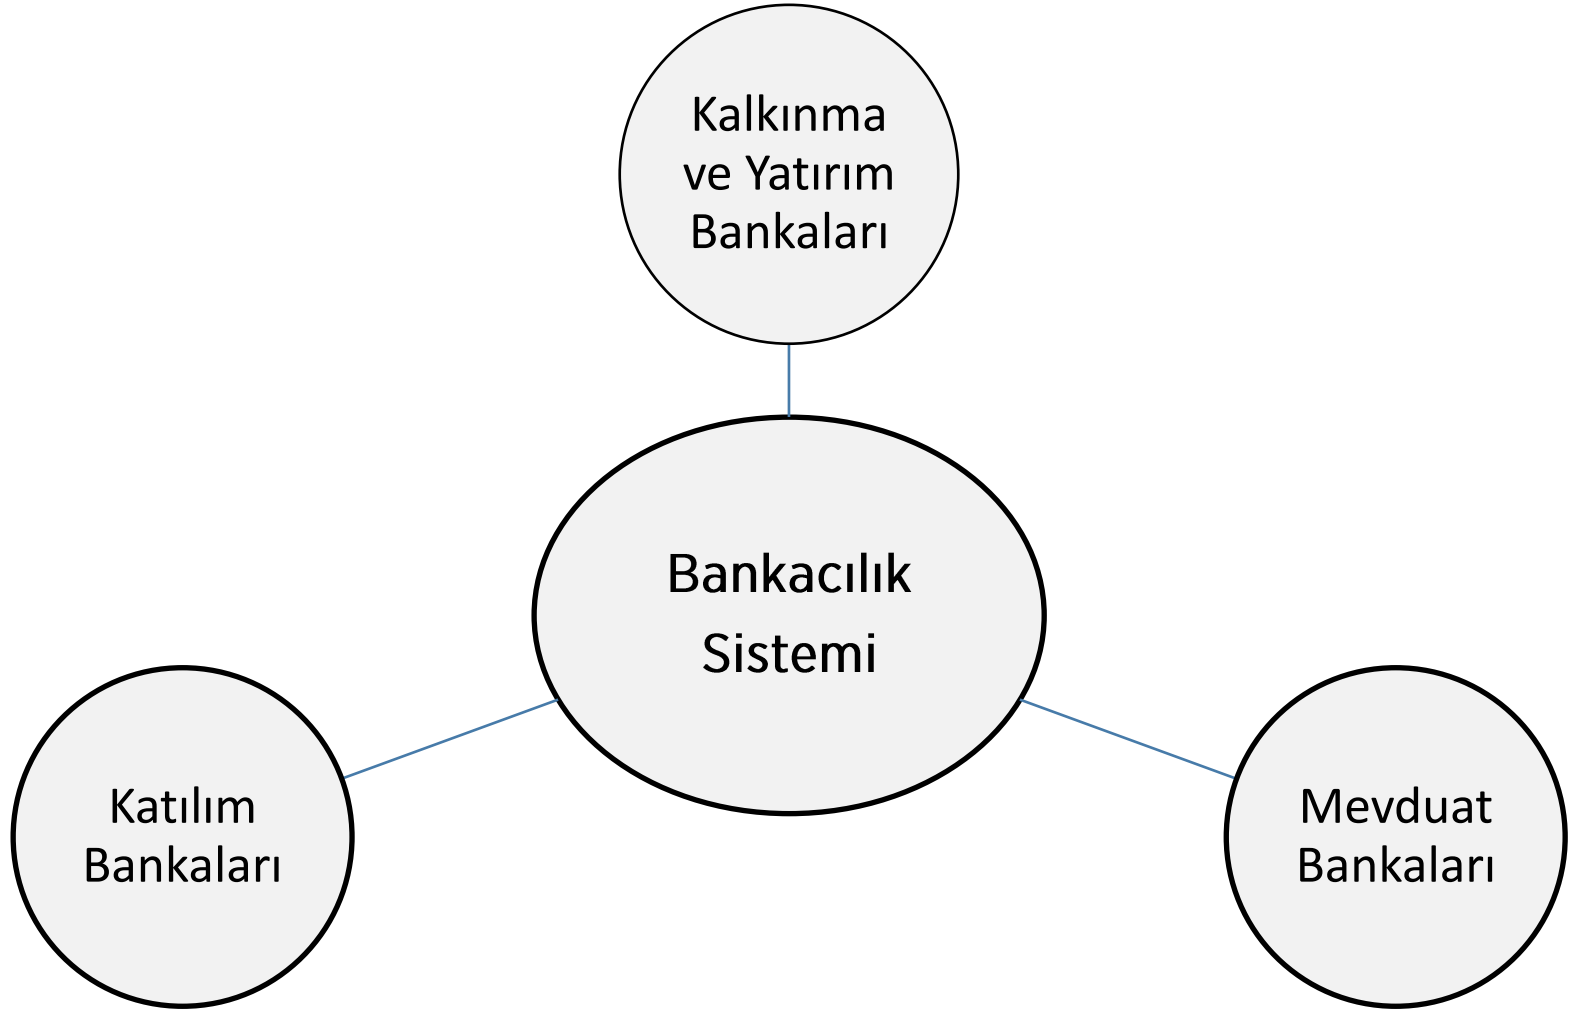 Kalkınma
ve Yatırım
Bankaları
Bankacılık
Sistemi
Katılım
Bankaları
Mevduat
Bankaları